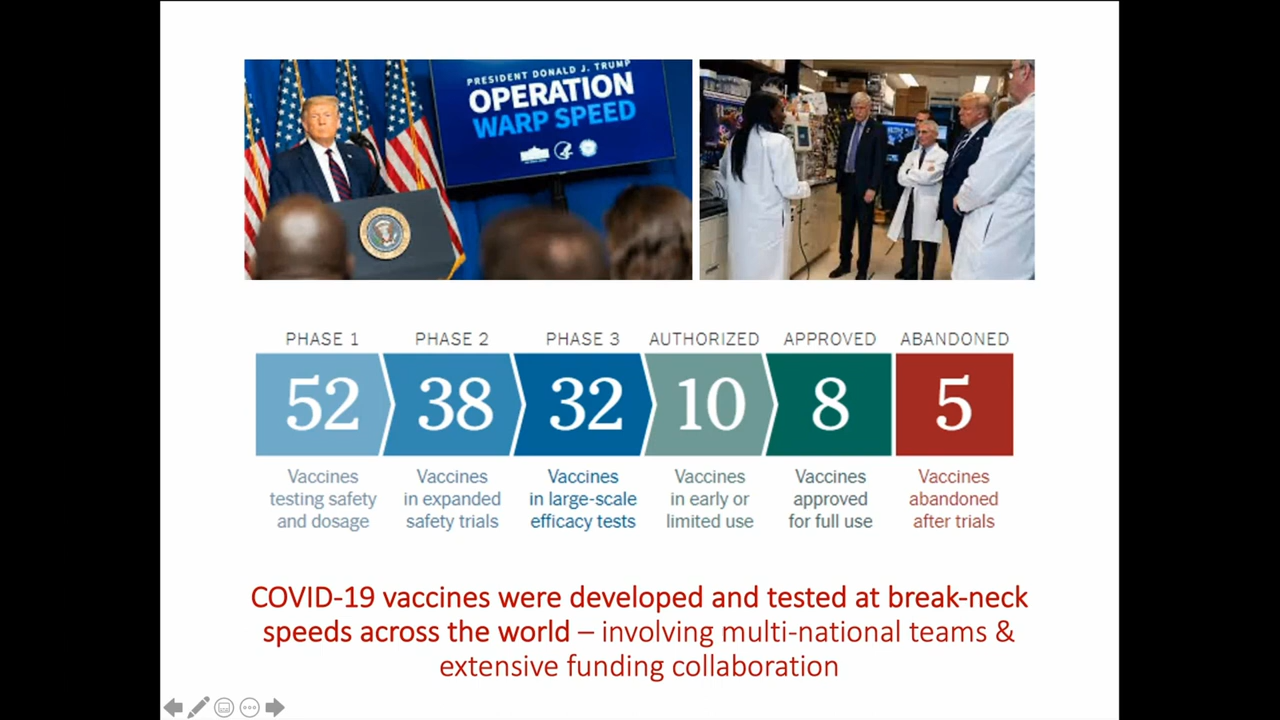 PRESIDENT DONALD J. TRUMP
OPERATION
WARP SPEED
PHASE 1 PHASE 2 PHASE 3 AUTHORIZED APPROVED ABANDONED
52 38 32 10 8 5
Vaccines Vaccines Vaccines Vaccines Vaccines Vaccines
testing safety in expanded in large-scale in early or approved abandoned
and dosage safety trials efficacy tests limited use for full use after trials
COVID-19 vaccines were developed and tested at break-neck
speeds across the world – involving multi-national teams &
extensive funding collaboration